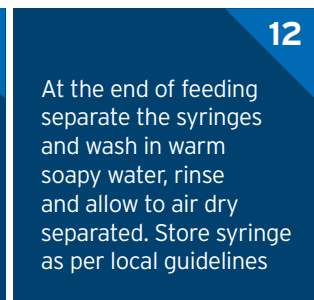 12
At the end of feeding
separate the syringes
and wash in warm
soapy water, rinse
and allow to air dry
separated. Store syringe
as per local guidelines